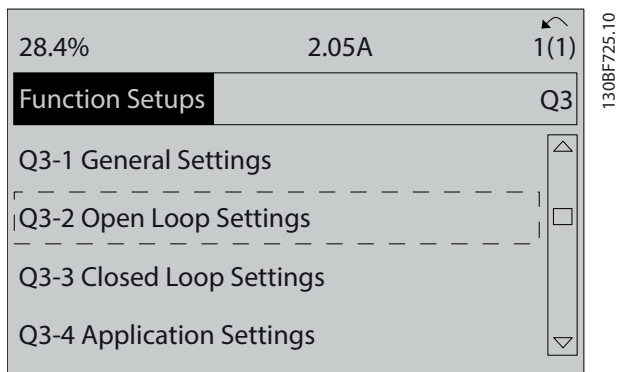 28.4% 2.05A 1(1)
Function Setups Q3
Q3-1 General Settings
Q3-2 Open Loop Settings
Q3-3 Closed Loop Settings
Q3-4 Application Settings
130BF725.10